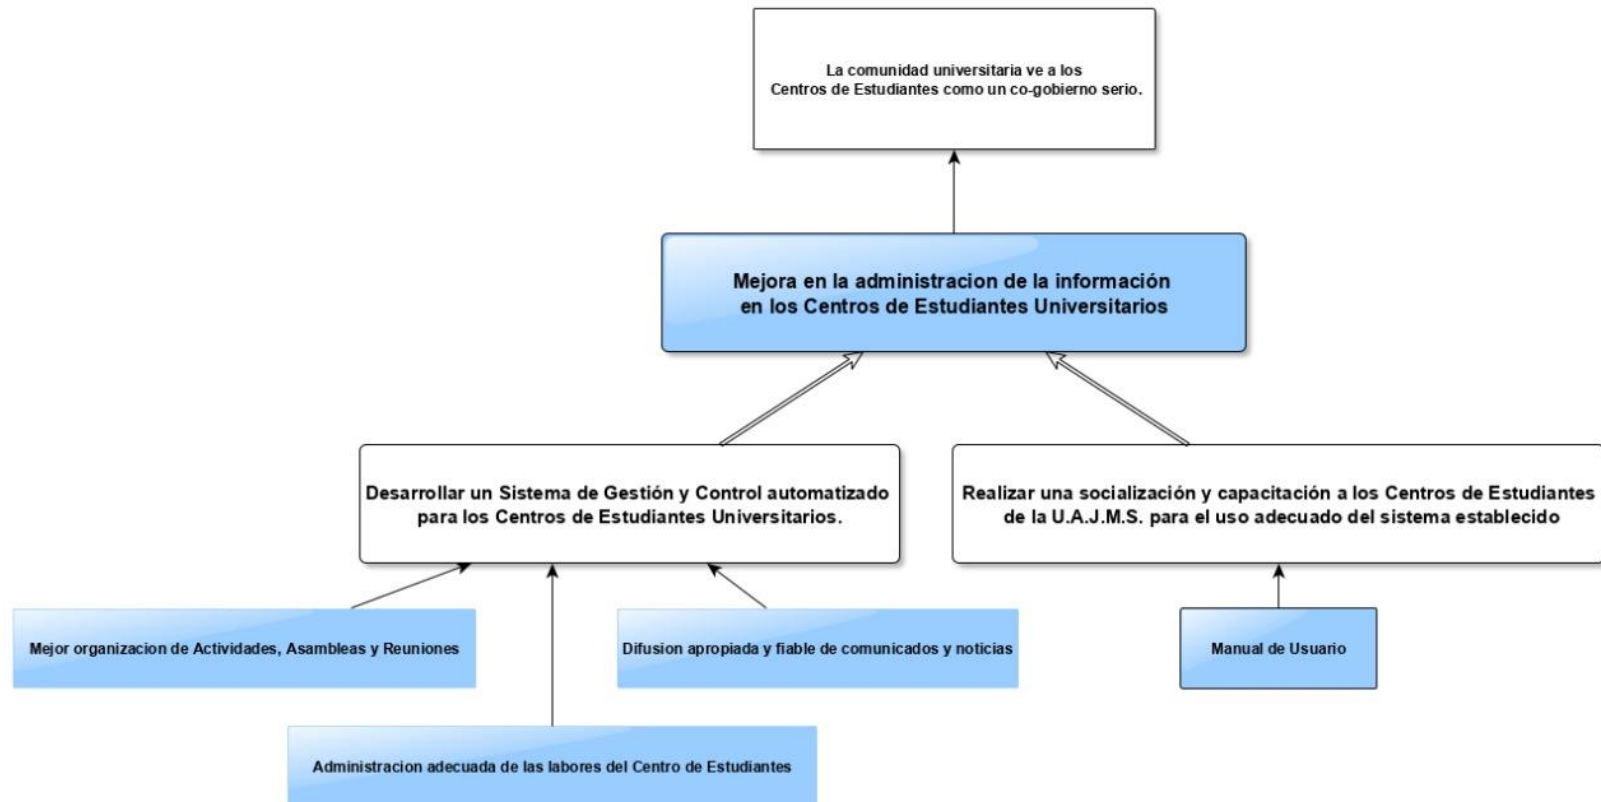 La comunidad universitaria ve a los
Centros de Estudiantes como un co-gobierno serio.
Mejora en la administracion de la información
en los Centros de Estudiantes Universitarios
Desarrollar un Sistema de Gestión y Control automatizado
para los Centros de Estudiantes Universitarios.
Realizar una socialización y capacitación a los Centros de Estudiantes
de la U.A.J.M.S. para el uso adecuado del sistema establecido
Mejor organizacion de Actividades, Asambleas y Reuniones
Difusion apropiada y fiable de comunicados y noticias
Manual de Usuario
Administracion adecuada de las labores del Centro de Estudiantes